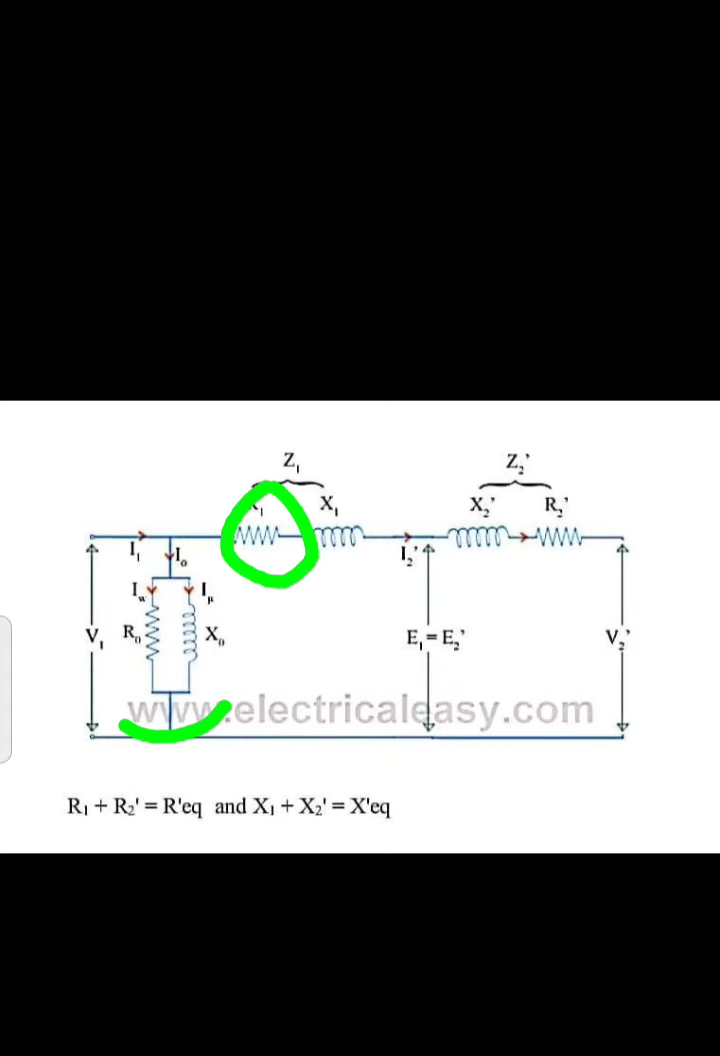 Z₁ Z₂'
X₁ X₂' R₂'
I₁ I₀ I₂'
Iw Iμ
V₁ R₀ X₀ E₁ = E₂' V₂'
www.electricaleasy.com
R₁ + R₂' = R'eq and X₁ + X₂' = X'eq